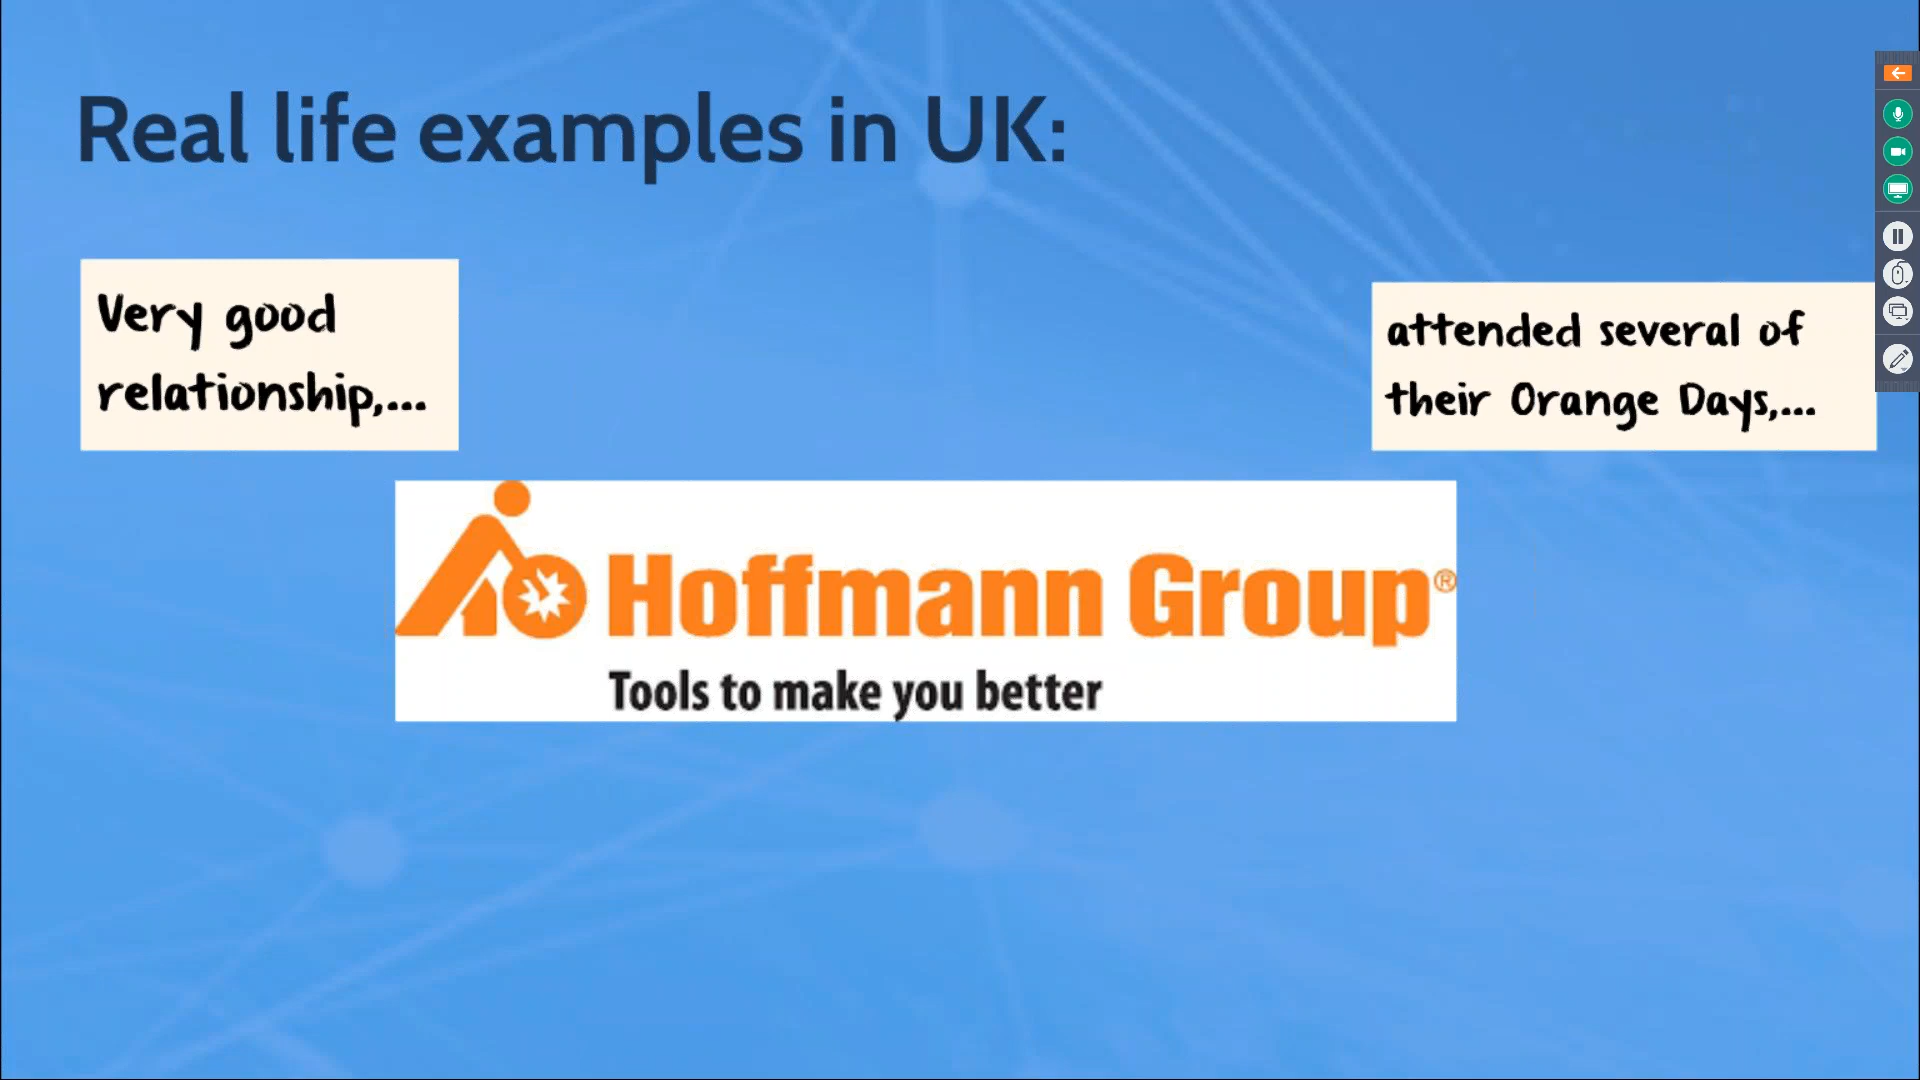 Real life examples in UK:
Very good
relationship,...
attended several of
their Orange Days,...
Hoffmann Group®
Tools to make you better